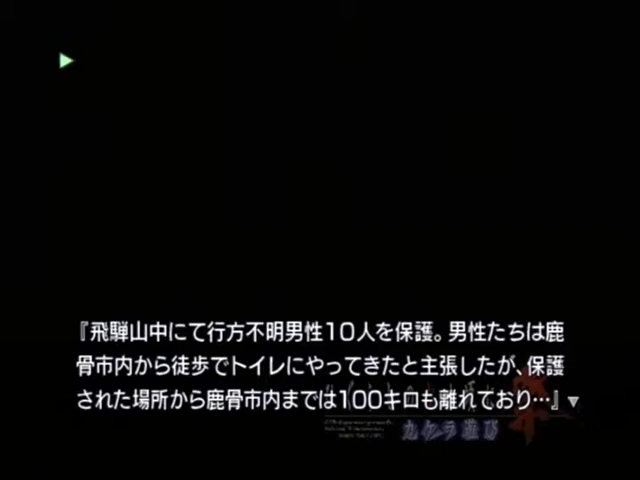 『飛騨山中にて行方不明男性10人を保護。男性たちは鹿
骨市内から徒歩でトイレにやってきたと主張したが、保護
された場所から鹿骨市内までは100キロも離れており…』▼